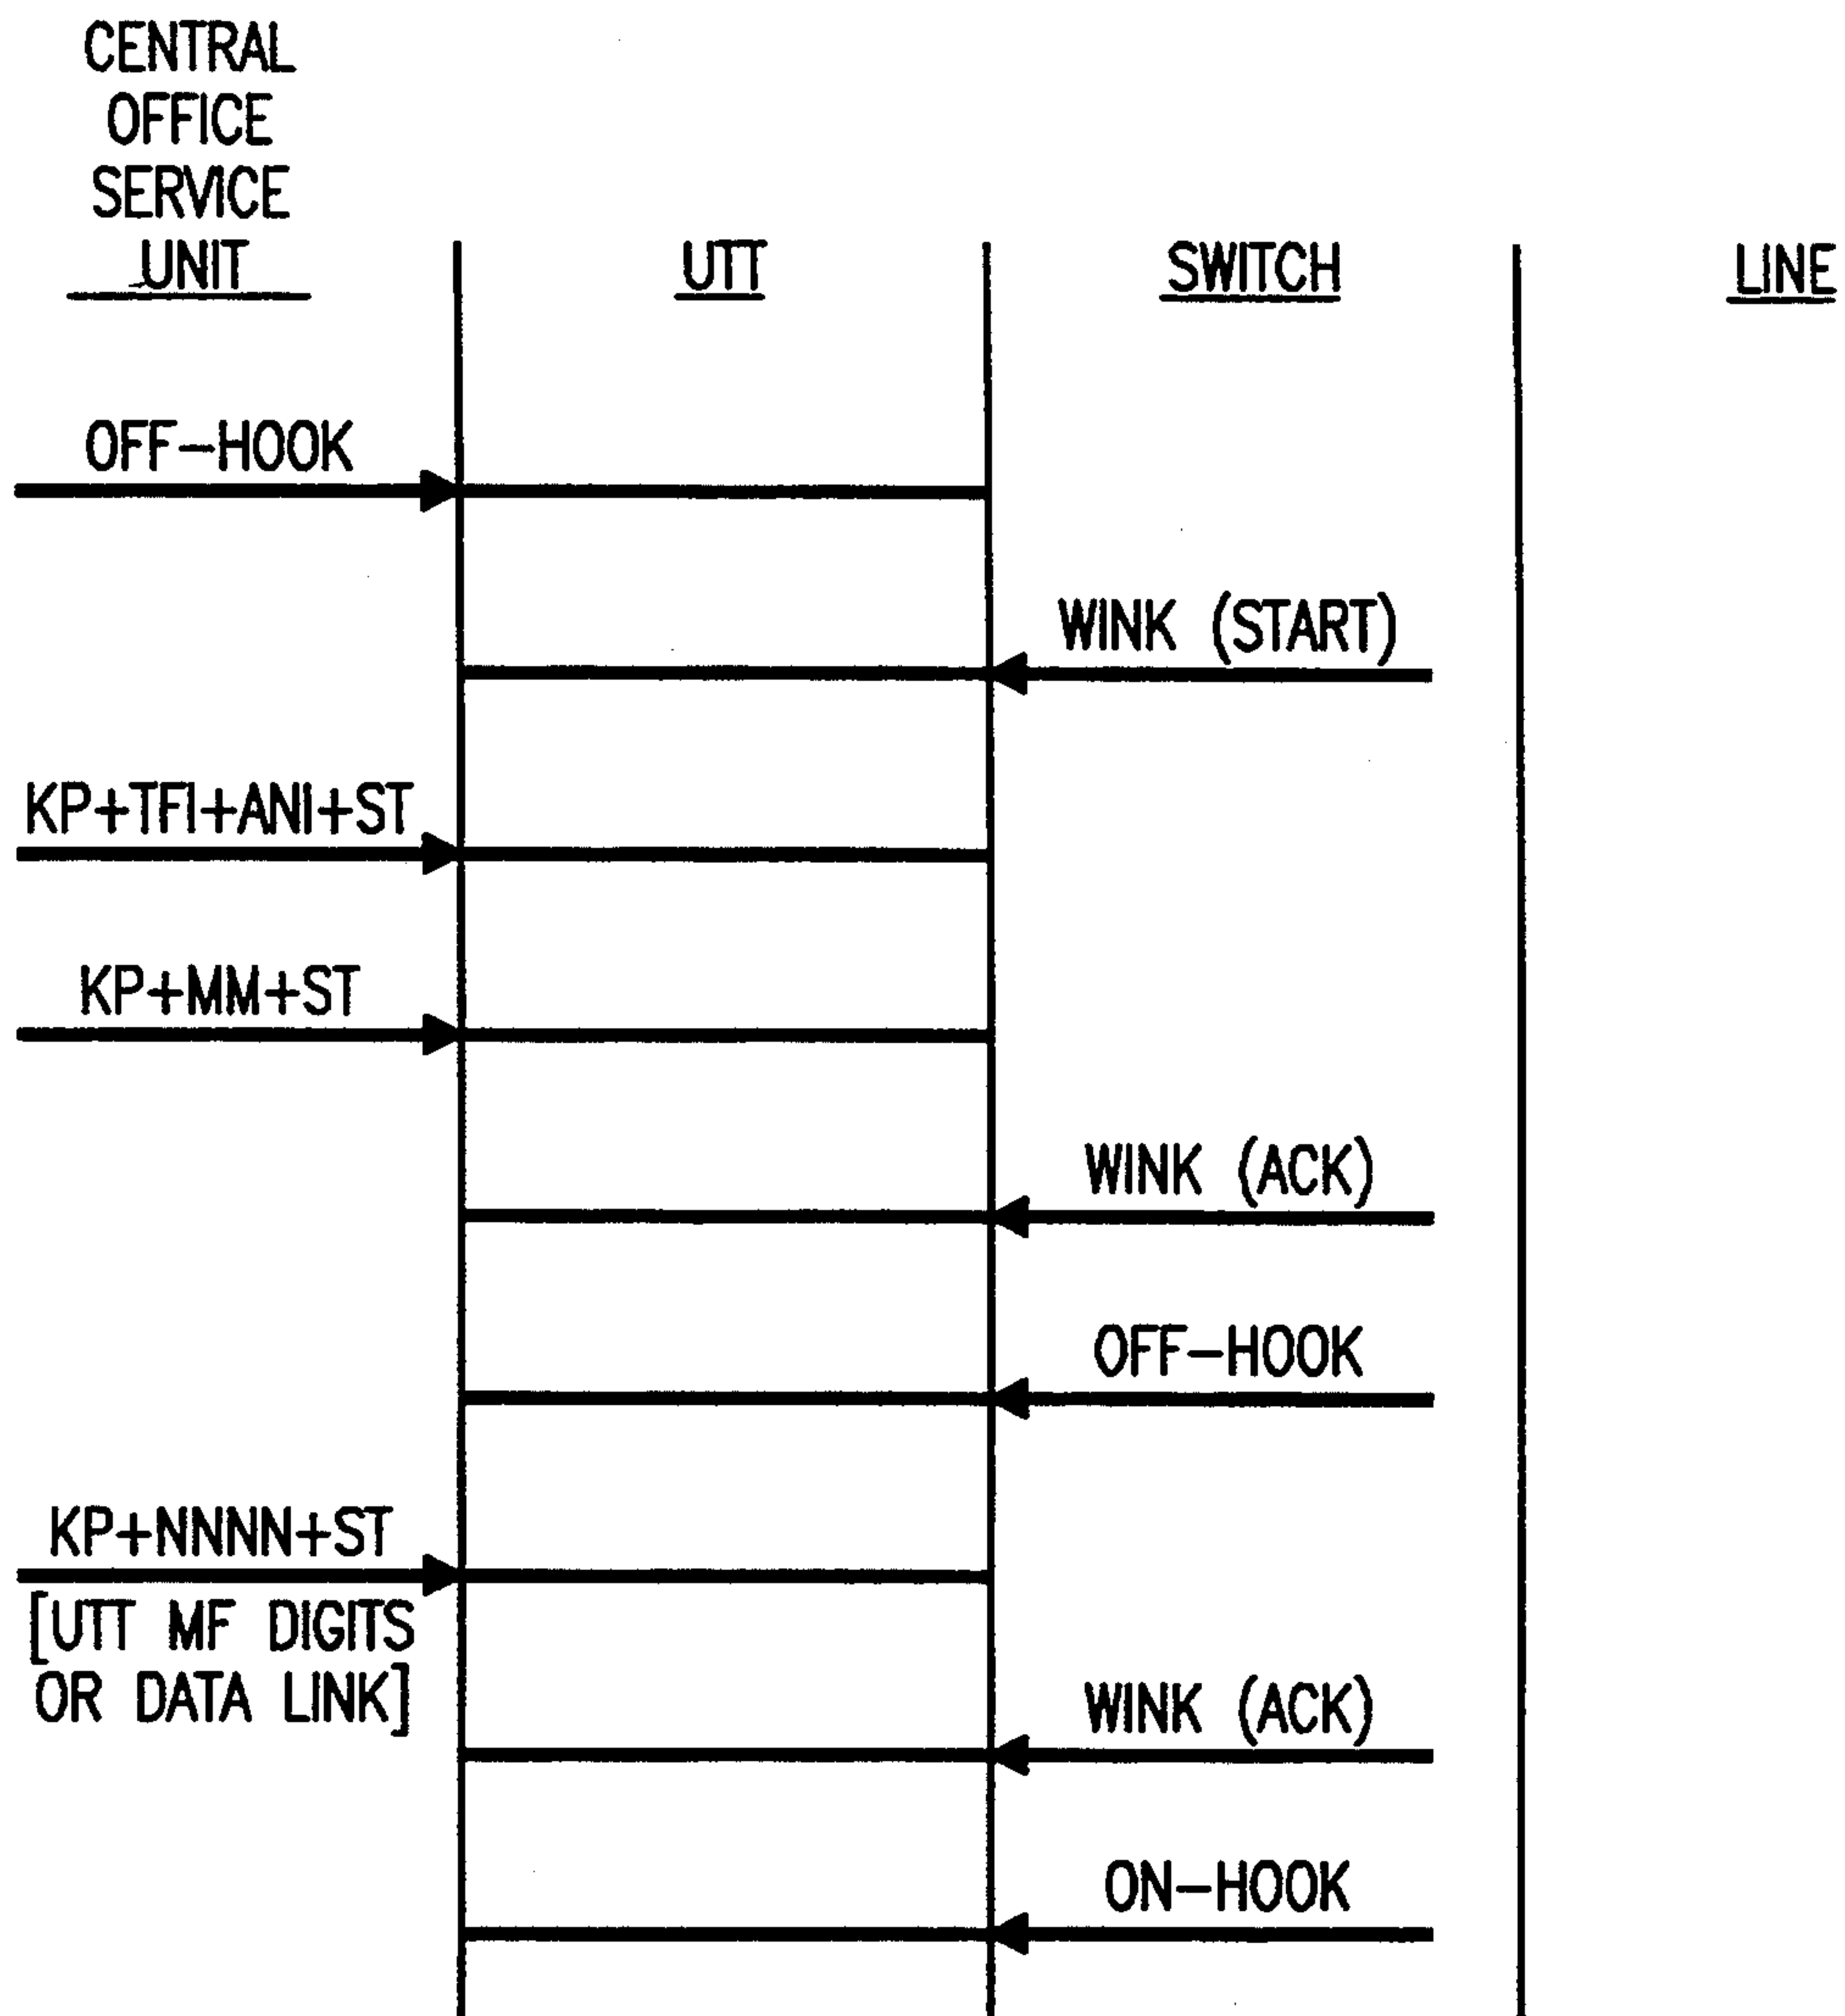 CENTRAL
OFFICE
SERVICE
UNIT
UTT
SWITCH
LINE
OFF-HOOK
WINK (START)
KP+TFI+ANI+ST
KP+MM+ST
WINK (ACK)
OFF-HOOK
KP+NNNN+ST
[UTT MF DIGITS
OR DATA LINK]
WINK (ACK)
ON-HOOK